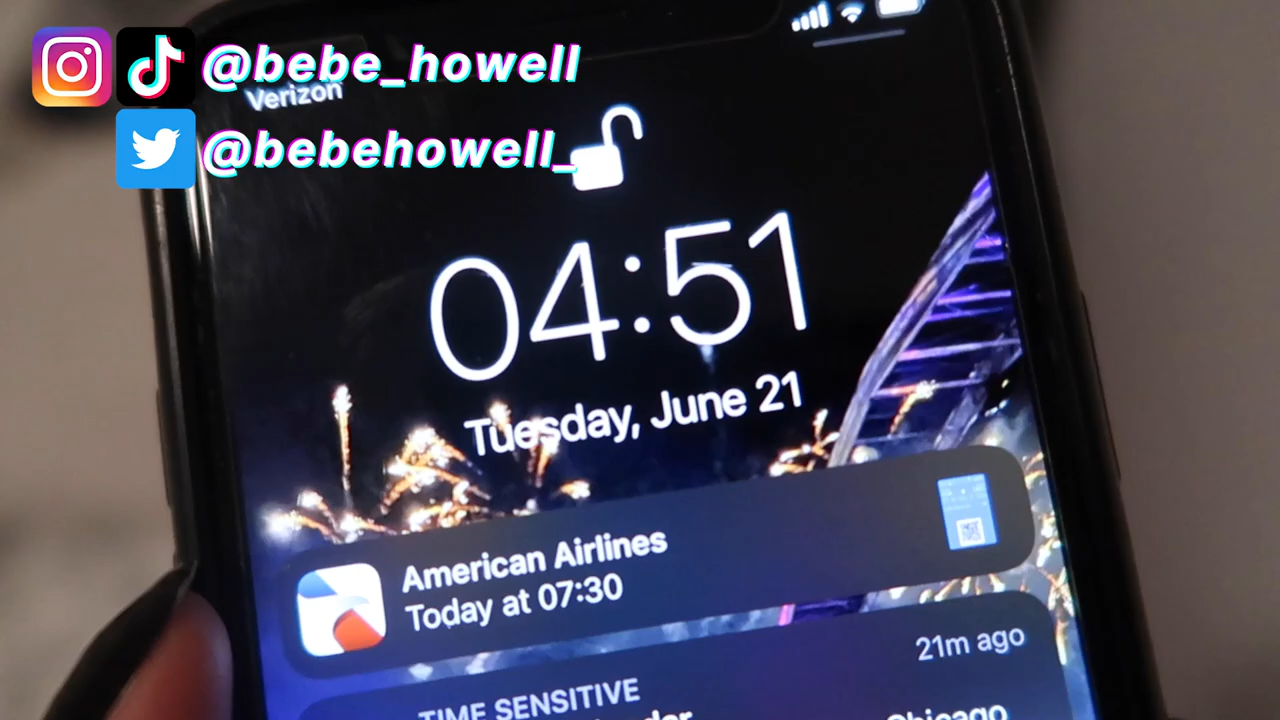 @bebe_howell
Verizon
@bebehowell_
04:51
Tuesday, June 21
American Airlines
Today at 07:30
21m ago
TIME SENSITIVE
Chicago